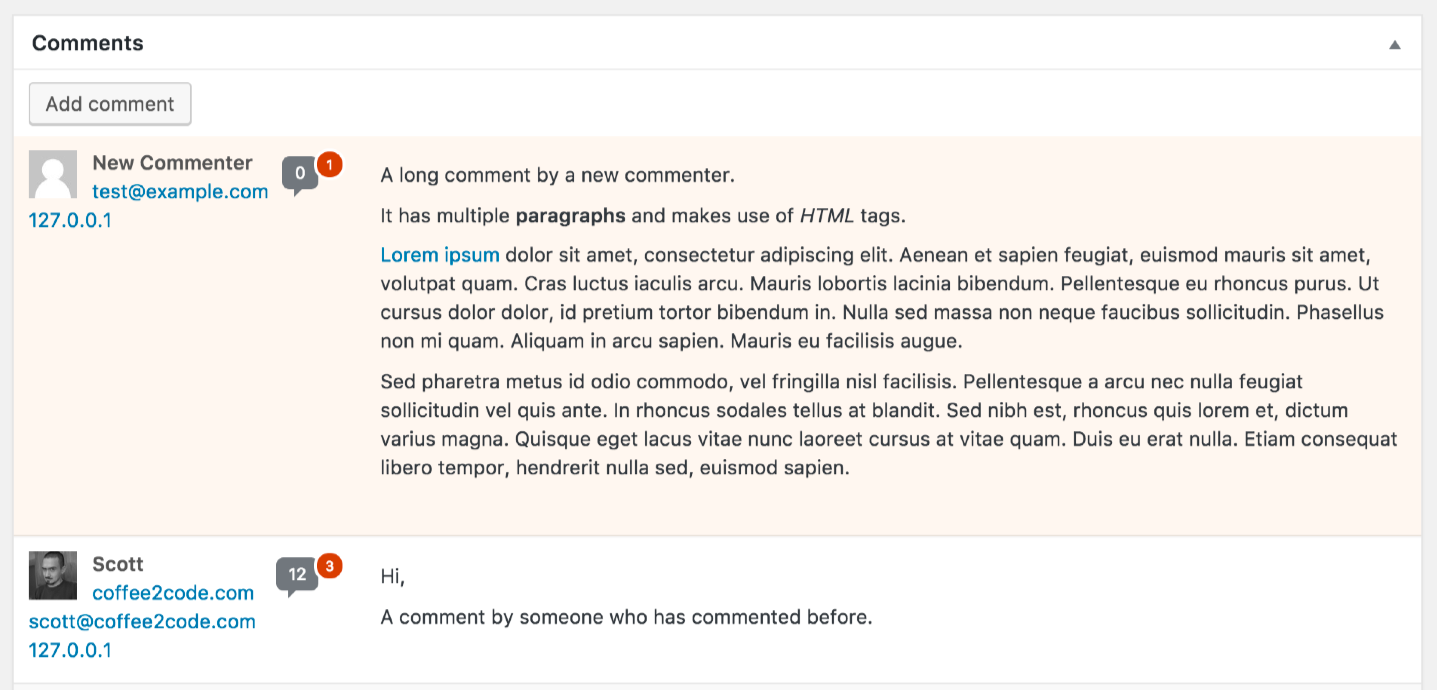 Comments
Add comment
New Commenter
test@example.com
127.0.0.1
0
1
A long comment by a new commenter.
It has multiple paragraphs and makes use of HTML tags.
Lorem ipsum dolor sit amet, consectetur adipiscing elit. Aenean et sapien feugiat, euismod mauris sit amet,
volutpat quam. Cras luctus iaculis arcu. Mauris lobortis lacinia bibendum. Pellentesque eu rhoncus purus. Ut
cursus dolor dolor, id pretium tortor bibendum in. Nulla sed massa non neque faucibus sollicitudin. Phasellus
non mi quam. Aliquam in arcu sapien. Mauris eu facilisis augue.
Sed pharetra metus id odio commodo, vel fringilla nisl facilisis. Pellentesque a arcu nec nulla feugiat
sollicitudin vel quis ante. In rhoncus sodales tellus at blandit. Sed nibh est, rhoncus quis lorem et, dictum
varius magna. Quisque eget lacus vitae nunc laoreet cursus at vitae quam. Duis eu erat nulla. Etiam consequat
libero tempor, hendrerit nulla sed, euismod sapien.
Scott
coffee2code.com
scott@coffee2code.com
127.0.0.1
12
3
Hi,
A comment by someone who has commented before.